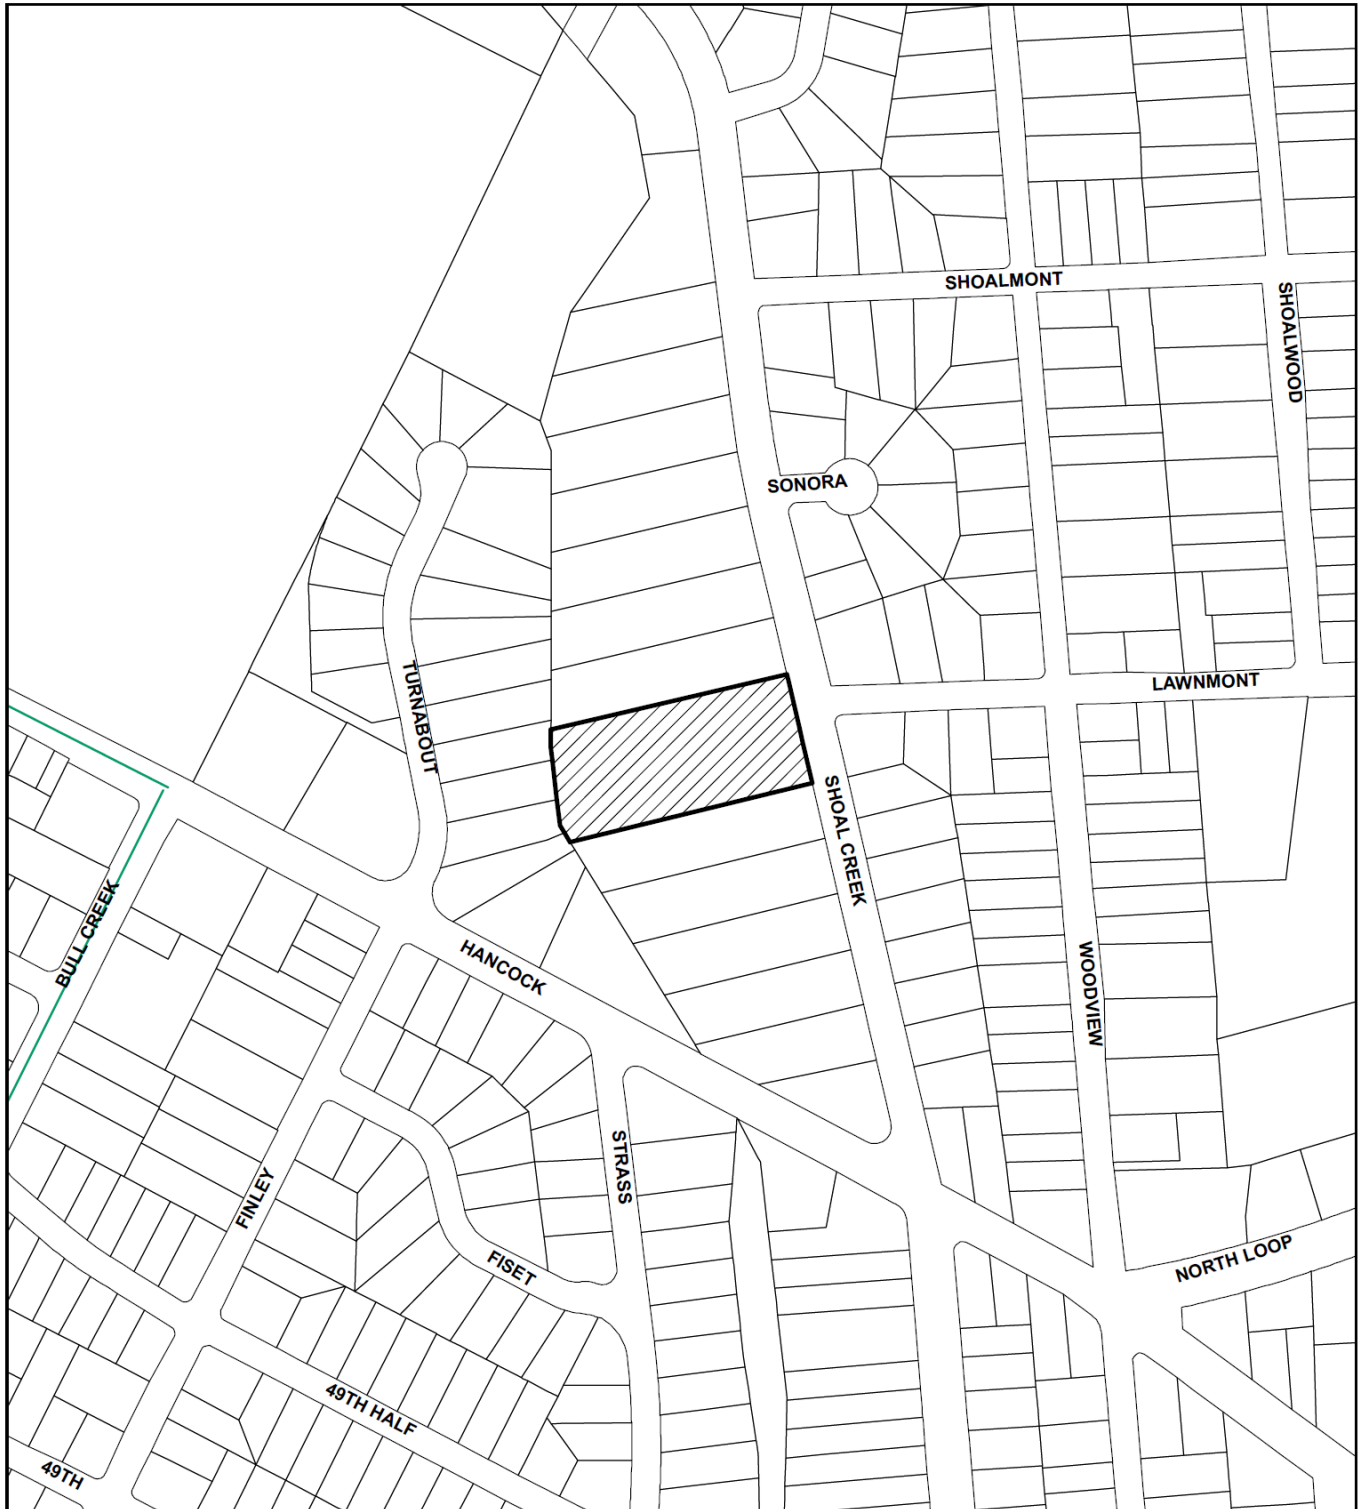 SHOALMONT
SHOALWOOD
SONORA
LAWNMONT
TURNABOUT
SHOAL CREEK
BULL CREEK
HANCOCK
WOODVIEW
STRASS
FINLEY
FISET
NORTH LOOP
49TH HALF
49TH